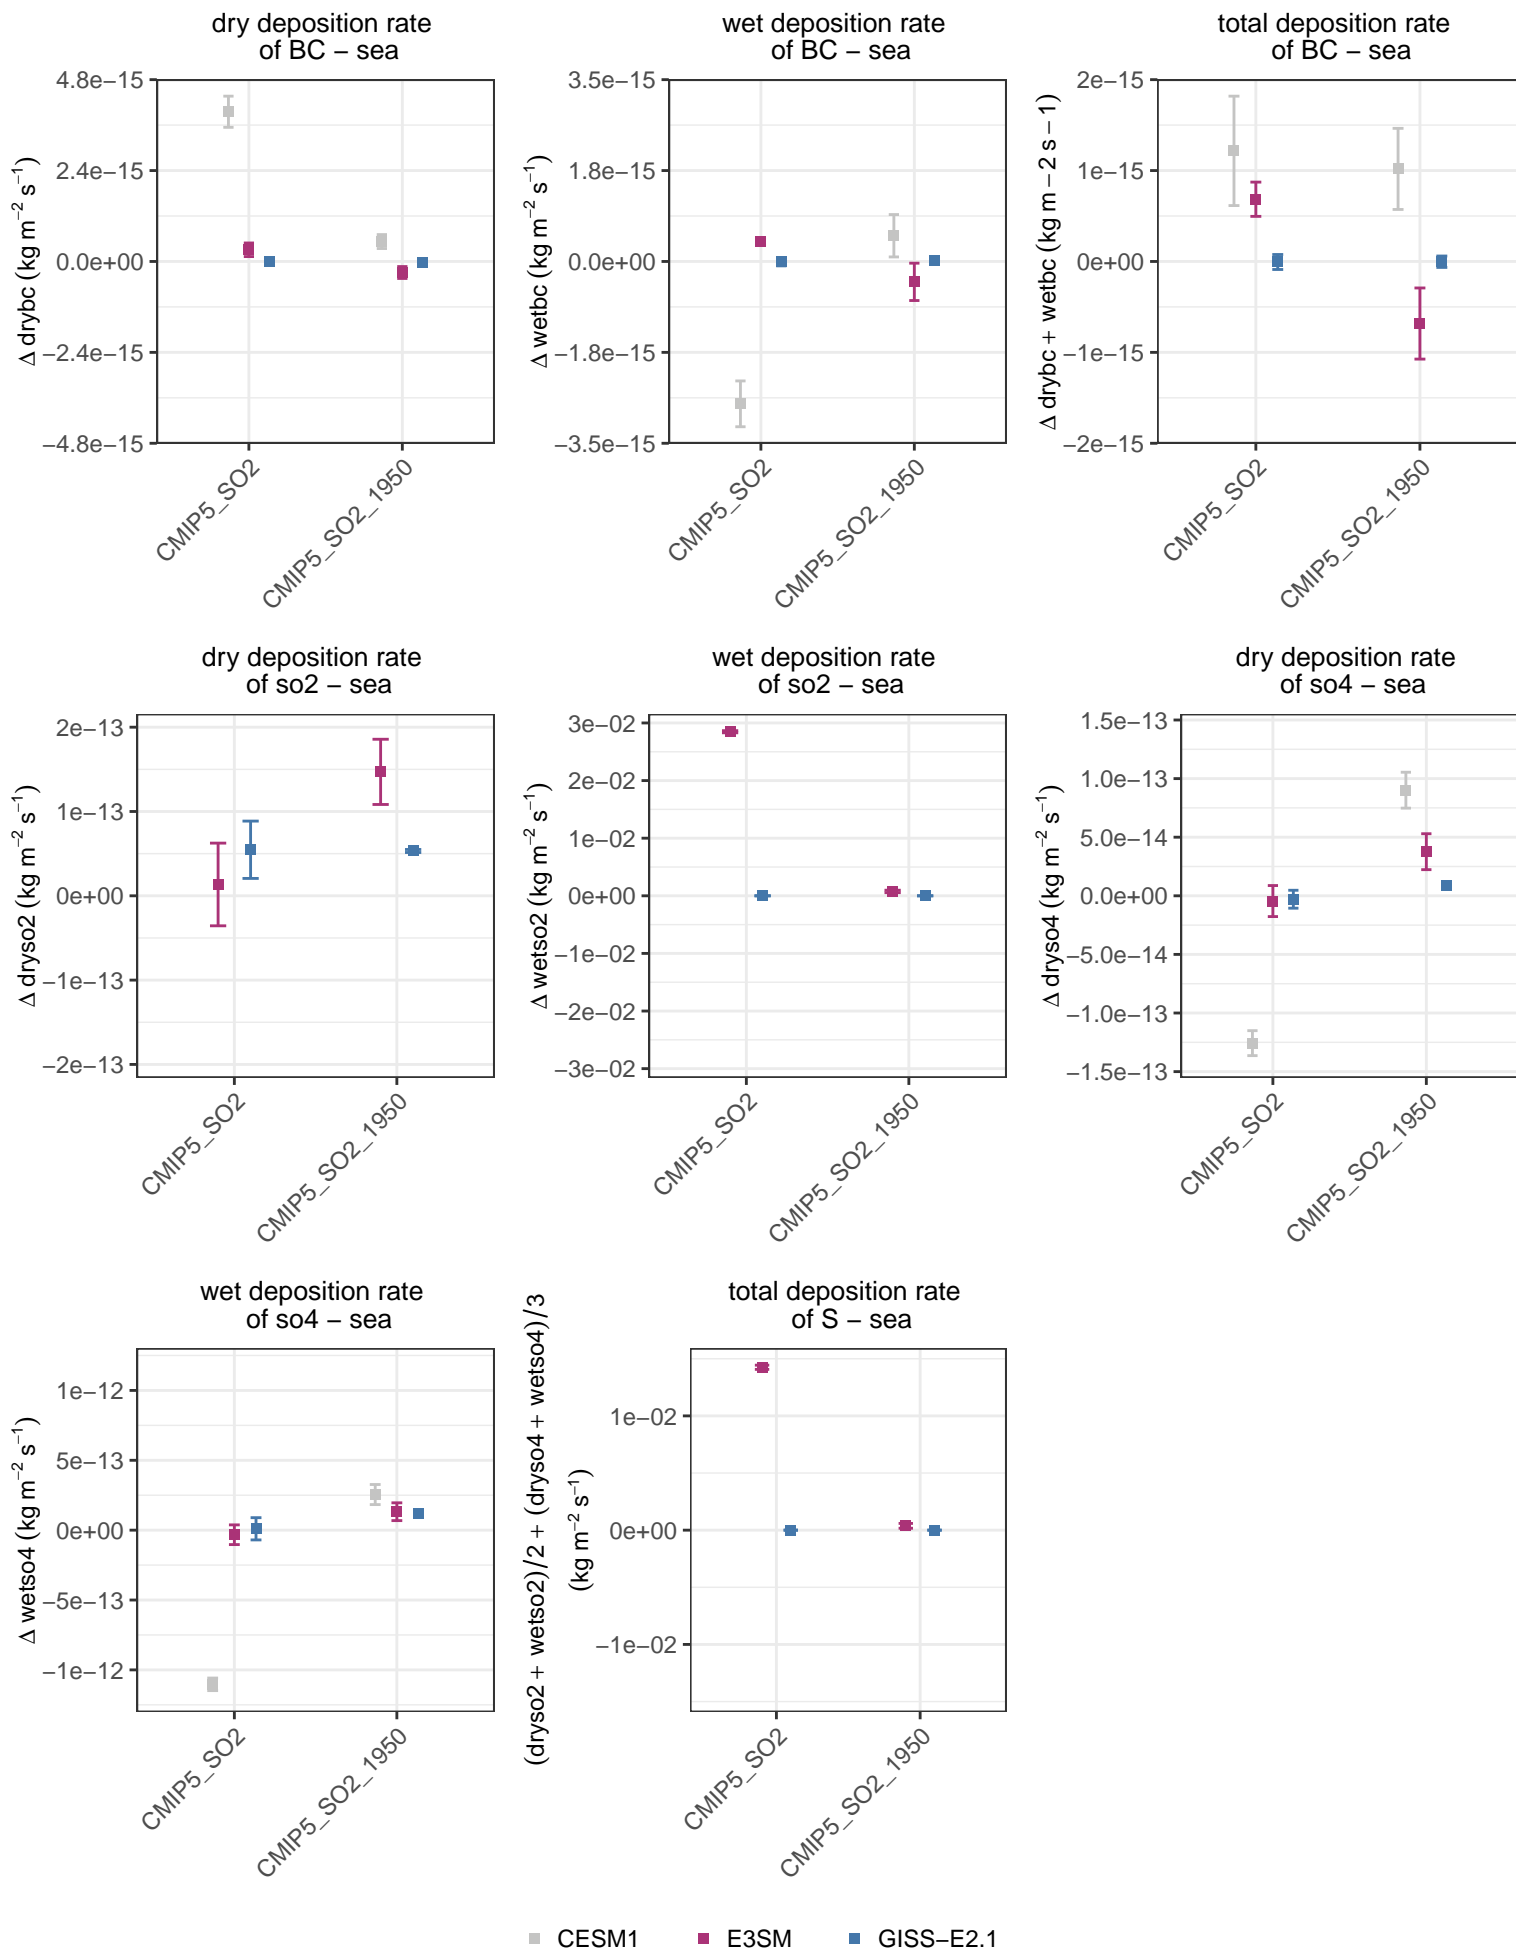 dry deposition rate
of BC − sea
Δ drybc (kg m−2 s−1)
4.8e−15
2.4e−15
0.0e+00
−2.4e−15
−4.8e−15
CMIP5_SO2
CMIP5_SO2_1950
wet deposition rate
of BC − sea
Δ wetbc (kg m−2 s−1)
3.5e−15
1.8e−15
0.0e+00
−1.8e−15
−3.5e−15
CMIP5_SO2
CMIP5_SO2_1950
total deposition rate
of BC − sea
Δ drybc + wetbc (kg m − 2 s − 1)
2e−15
1e−15
0e+00
−1e−15
−2e−15
CMIP5_SO2
CMIP5_SO2_1950
dry deposition rate
of so2 − sea
Δ dryso2 (kg m−2 s−1)
2e−13
1e−13
0e+00
−1e−13
−2e−13
CMIP5_SO2
CMIP5_SO2_1950
wet deposition rate
of so2 − sea
Δ wetso2 (kg m−2 s−1)
3e−02
2e−02
1e−02
0e+00
−1e−02
−2e−02
−3e−02
CMIP5_SO2
CMIP5_SO2_1950
dry deposition rate
of so4 − sea
Δ dryso4 (kg m−2 s−1)
1.5e−13
1.0e−13
5.0e−14
0.0e+00
−5.0e−14
−1.0e−13
−1.5e−13
CMIP5_SO2
CMIP5_SO2_1950
wet deposition rate
of so4 − sea
Δ wetso4 (kg m−2 s−1)
1e−12
5e−13
0e+00
−5e−13
−1e−12
CMIP5_SO2
CMIP5_SO2_1950
total deposition rate
of S − sea
(dryso2 + wetso2)/2 + (dryso4 + wetso4)/3
(kg m−2 s−1)
1e−02
0e+00
−1e−02
CMIP5_SO2
CMIP5_SO2_1950
CESM1
E3SM
GISS−E2.1